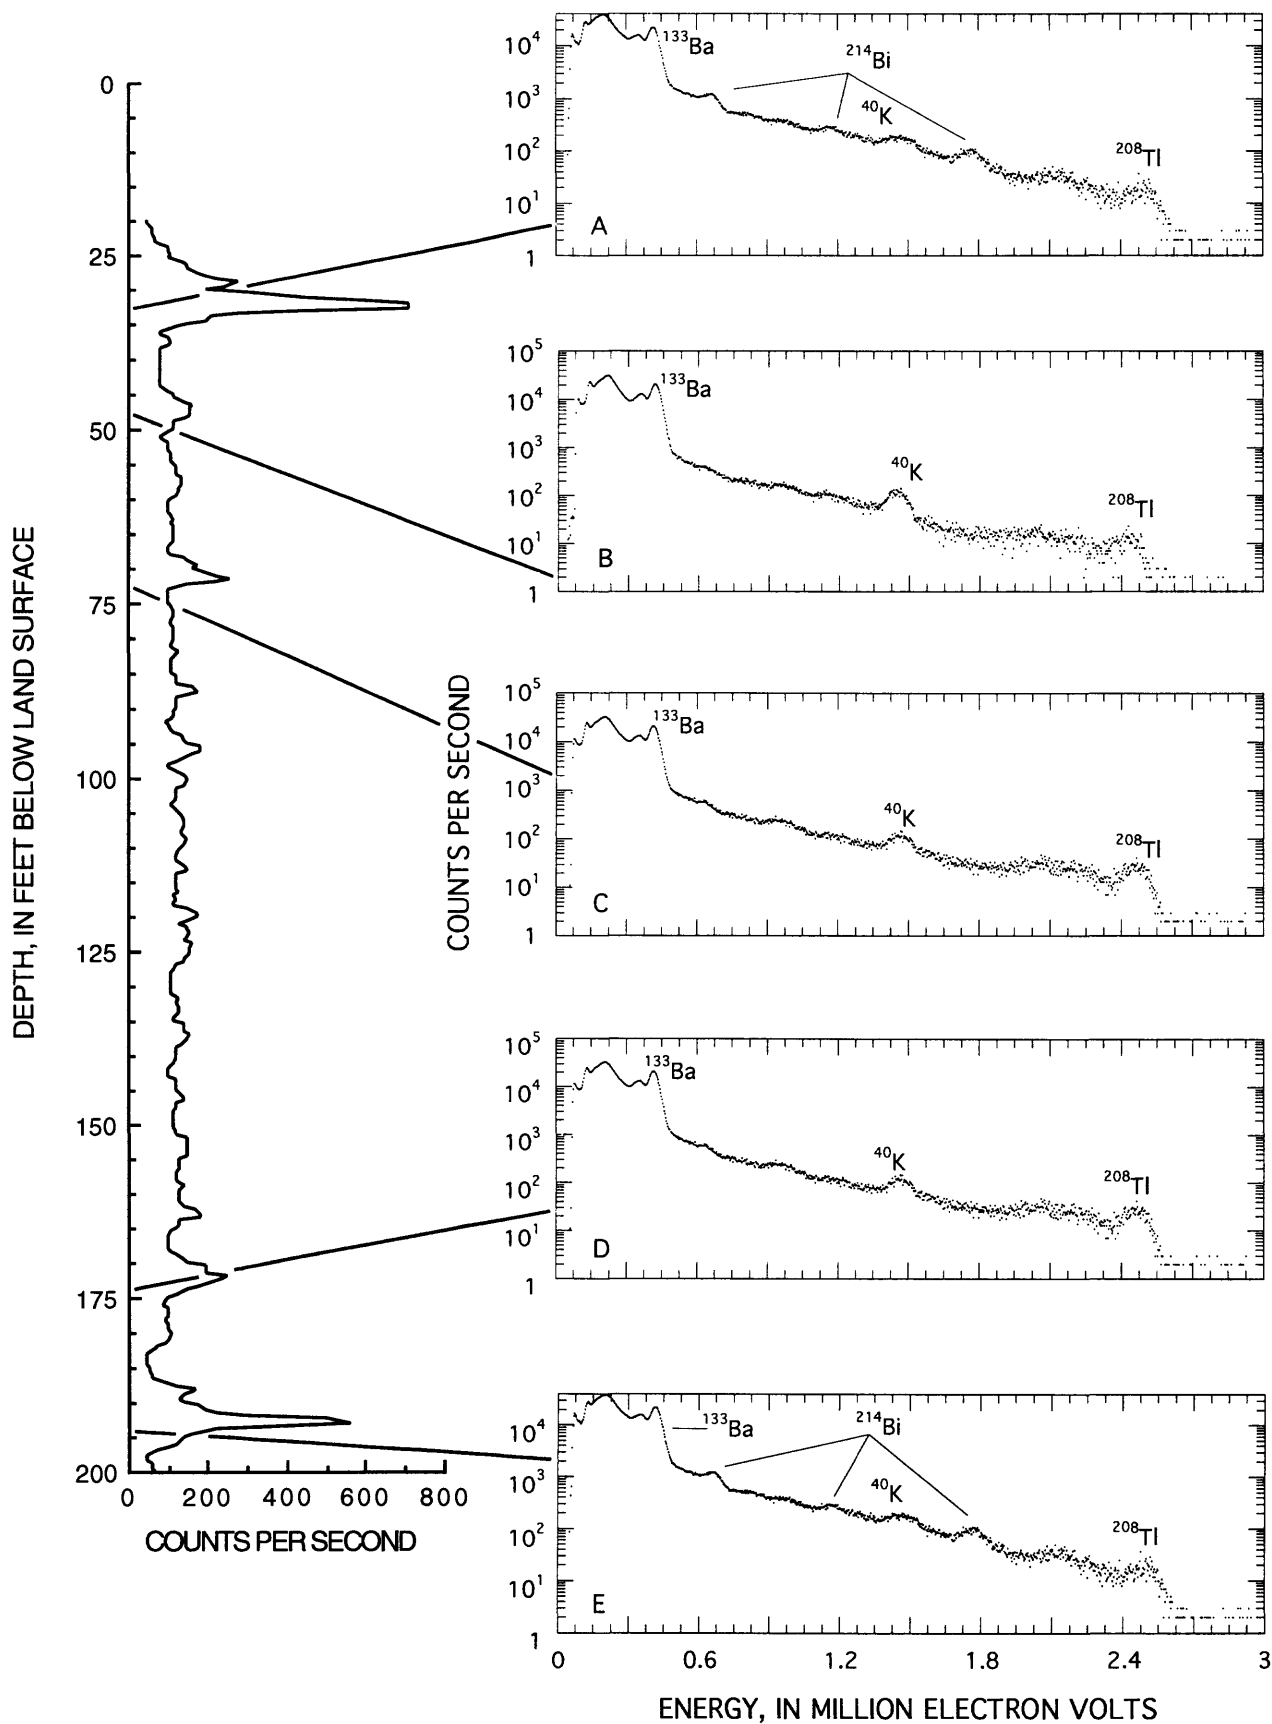 DEPTH, IN FEET BELOW LAND SURFACE
0
25
50
75
100
125
150
175
200
0 200 400 600 800
COUNTS PER SECOND
COUNTS PER SECOND
10⁴
10³
10²
10¹
1
¹³³Ba
²¹⁴Bi
⁴⁰K
²⁰⁸Tl
A
10⁵
10⁴
10³
10²
10¹
1
¹³³Ba
⁴⁰K
²⁰⁸Tl
B
10⁵
10⁴
10³
10²
10¹
1
¹³³Ba
⁴⁰K
²⁰⁸Tl
C
10⁵
10⁴
10³
10²
10¹
1
¹³³Ba
⁴⁰K
²⁰⁸Tl
D
10⁴
10³
10²
10¹
1
¹³³Ba
²¹⁴Bi
⁴⁰K
²⁰⁸Tl
E
0 0.6 1.2 1.8 2.4 3
ENERGY, IN MILLION ELECTRON VOLTS